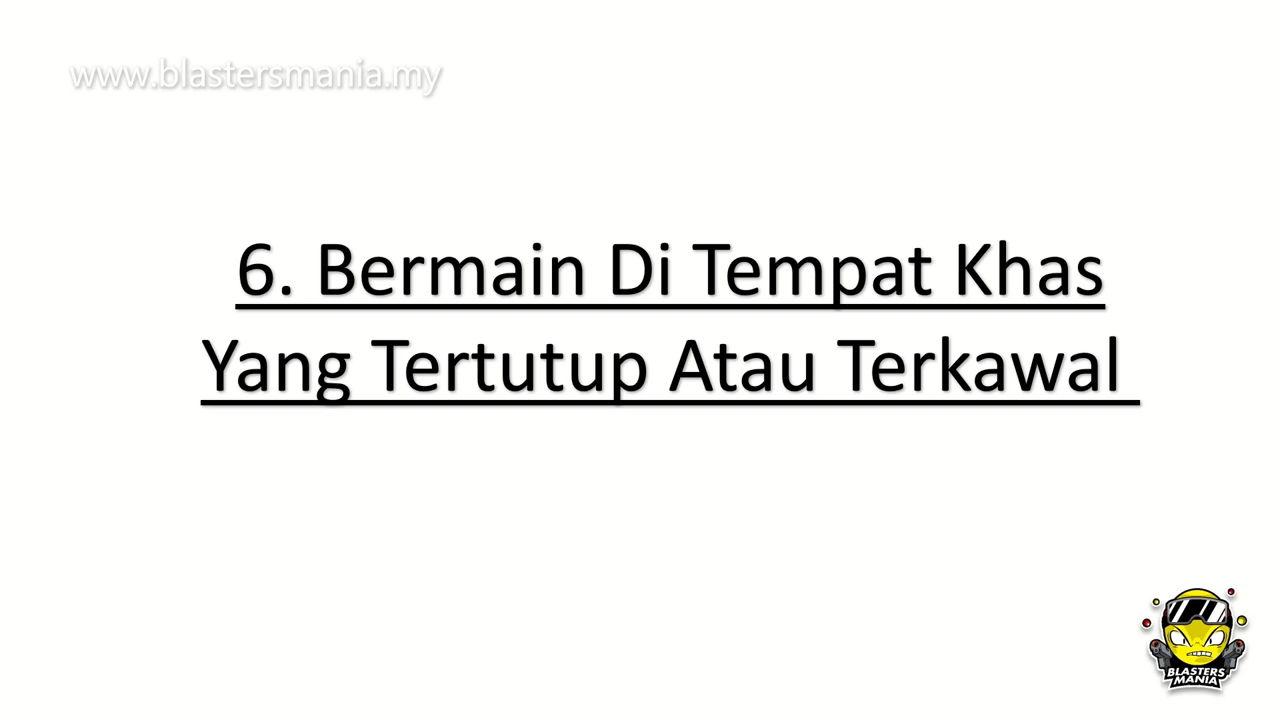 www.blastersmania.my
6. Bermain Di Tempat Khas
Yang Tertutup Atau Terkawal
BLASTERS
MANIA